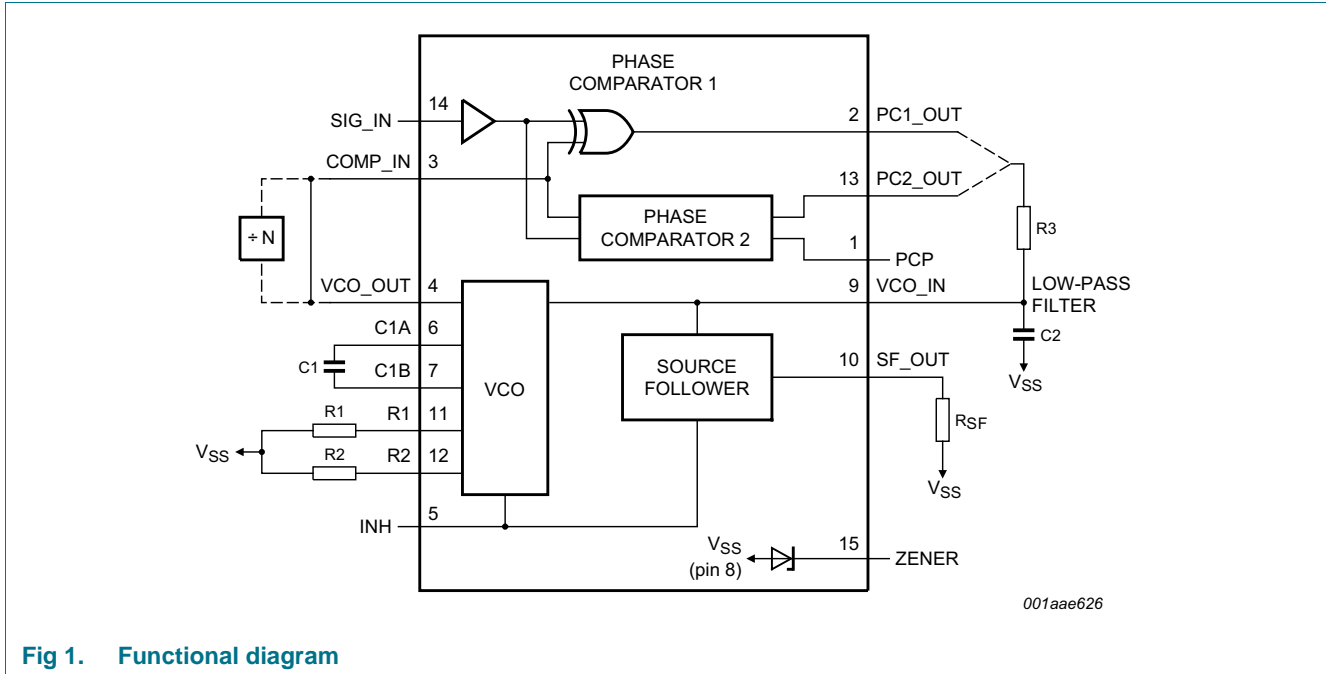 PHASE
COMPARATOR 1
14
SIG_IN
2 PC1_OUT
COMP_IN 3
13 PC2_OUT
PHASE
COMPARATOR 2
÷ N
R3
1
PCP
VCO_OUT 4
9 VCO_IN
LOW-PASS
FILTER
C1A 6
C2
C1
C1B 7
VCO
SOURCE
FOLLOWER
10 SF_OUT
VSS
R1
R1 11
RSF
VSS
R2
R2 12
VSS
INH 5
VSS
(pin 8)
15
ZENER
001aae626
Fig 1. Functional diagram